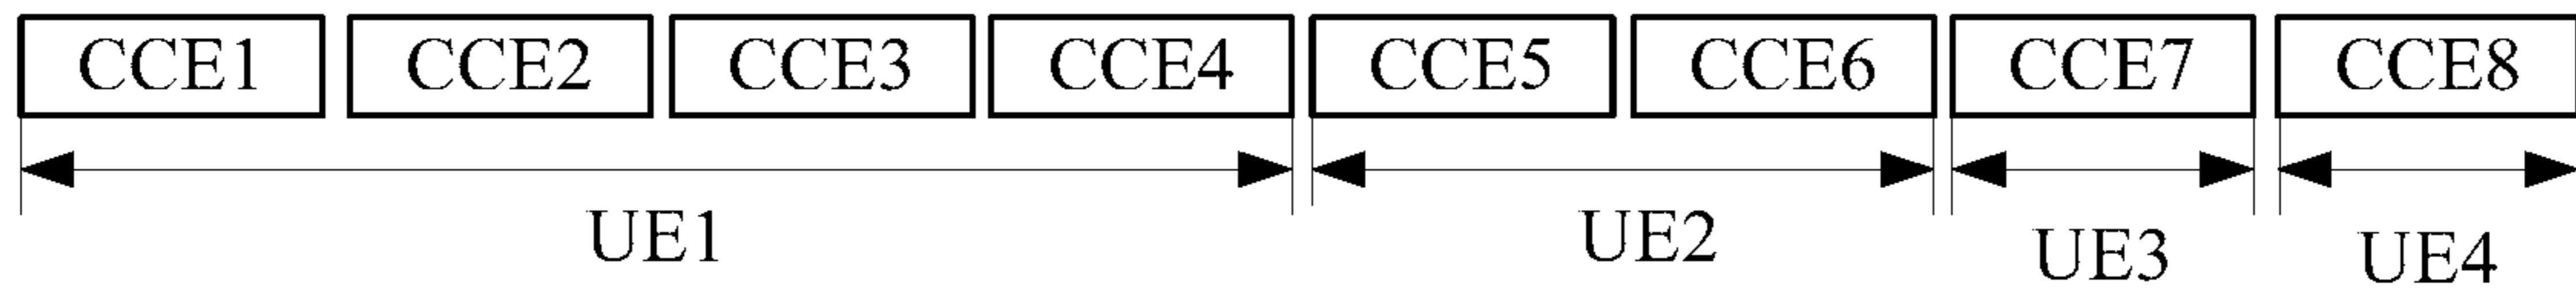 CCE1 CCE2 CCE3 CCE4 CCE5 CCE6 CCE7 CCE8
UE1 UE2 UE3 UE4